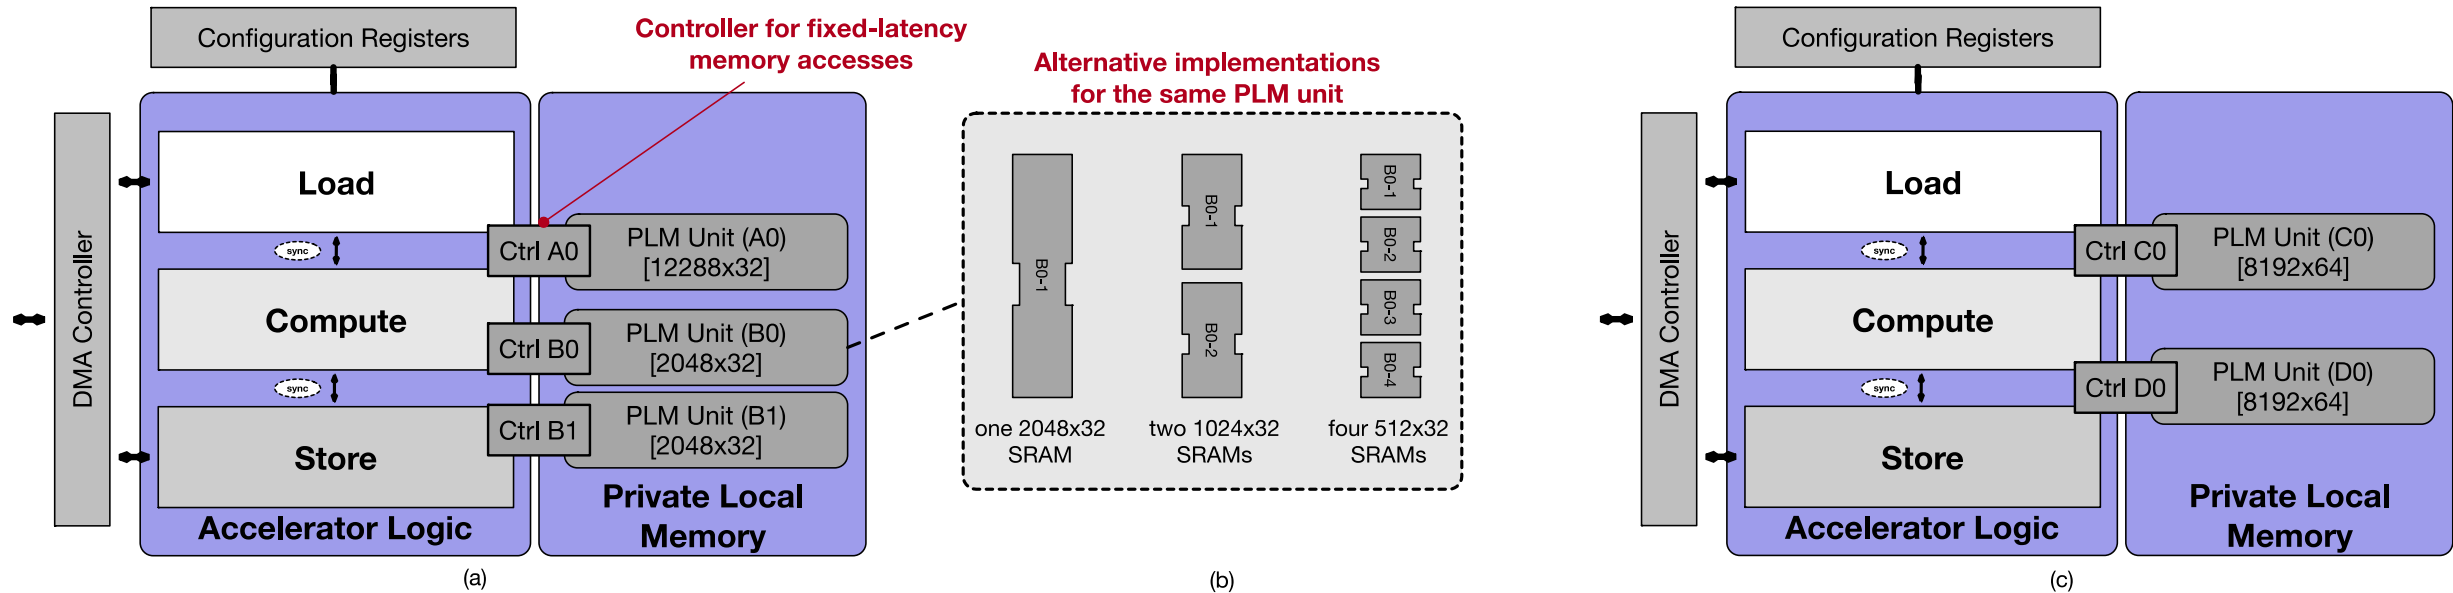 Configuration Registers
DMA Controller
Load
sync
Compute
sync
Store
Accelerator Logic
Controller for fixed-latency
memory accesses
Ctrl A0
PLM Unit (A0)
[12288x32]
Ctrl B0
PLM Unit (B0)
[2048x32]
Ctrl B1
PLM Unit (B1)
[2048x32]
Private Local
Memory
(a)
Alternative implementations
for the same PLM unit
B0-1
one 2048x32
SRAM
B0-1
B0-2
two 1024x32
SRAMs
B0-1
B0-2
B0-3
B0-4
four 512x32
SRAMs
(b)
Configuration Registers
DMA Controller
Load
sync
Compute
sync
Store
Accelerator Logic
Ctrl C0
PLM Unit (C0)
[8192x64]
Ctrl D0
PLM Unit (D0)
[8192x64]
Private Local
Memory
(c)